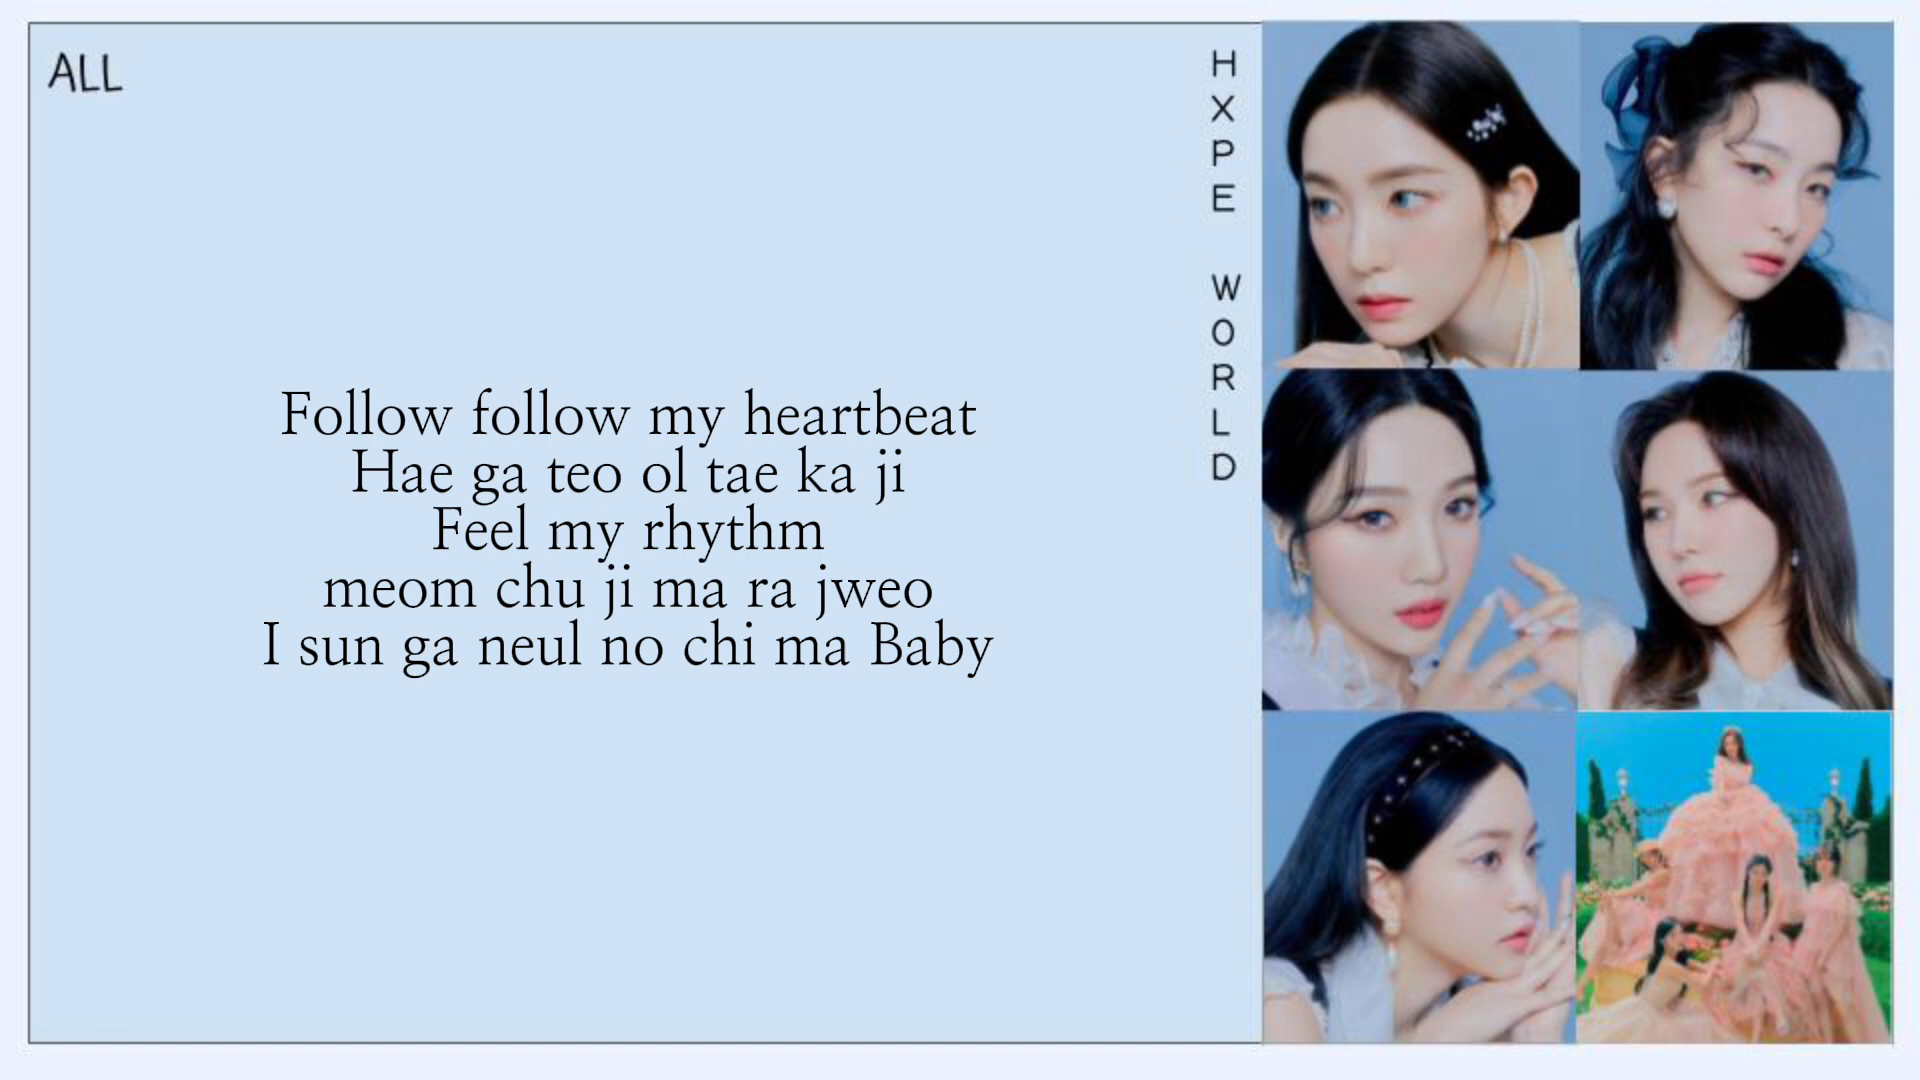 ALL
HXPE WORLD
Follow follow my heartbeat
Hae ga teo ol tae ka ji
Feel my rhythm
meom chu ji ma ra jweo
I sun ga neul no chi ma Baby